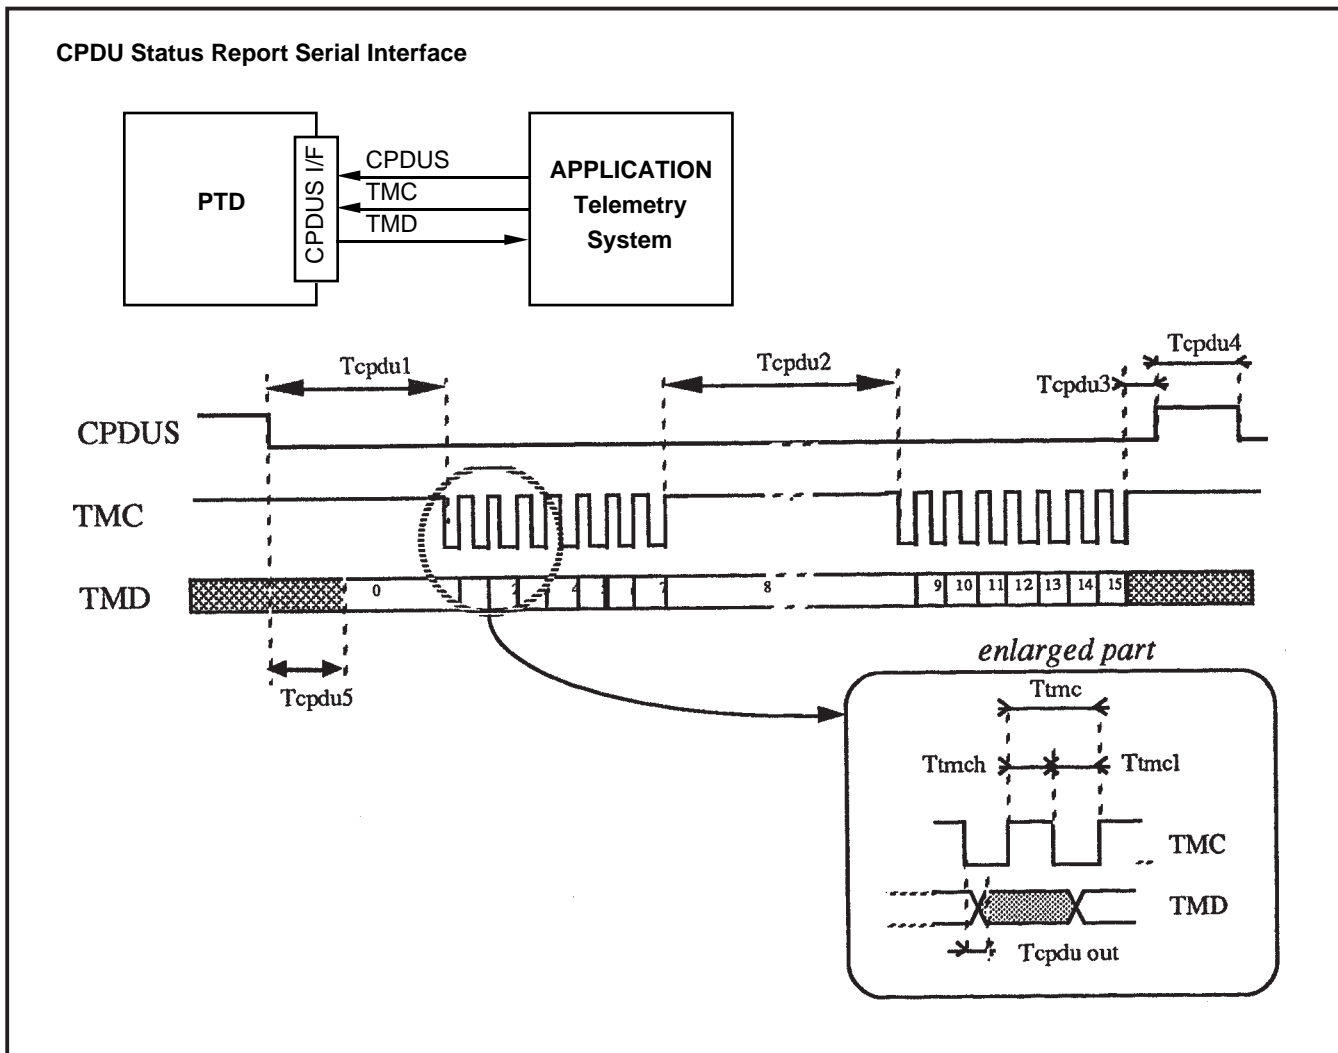 CPDU Status Report Serial Interface
PTD
CPDUS I/F
CPDUS
TMC
TMD
APPLICATION
Telemetry
System
Tcpdu1
Tcpdu2
Tcpdu3
Tcpdu4
CPDUS
TMC
TMD
0
2
4
7
8
9
10
11
12
13
14
15
Tcpdu5
enlarged part
Ttmc
Ttmch
Ttmcl
TMC
TMD
Tcpdu out